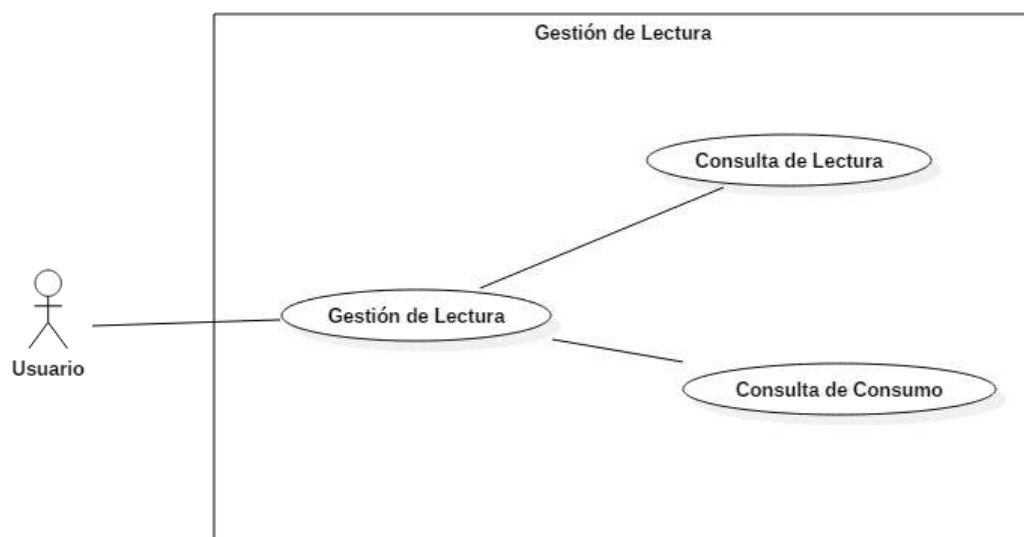 Gestión de Lectura
Consulta de Lectura
Gestión de Lectura
Usuario
Consulta de Consumo